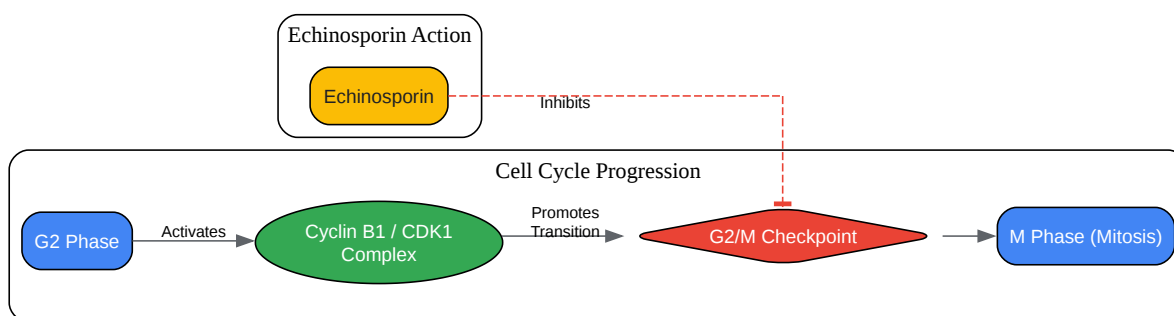 Echinosporin Action
Echinosporin
Inhibits
Cell Cycle Progression
G2 Phase
Activates
Cyclin B1 / CDK1
Complex
Promotes
Transition
G2/M Checkpoint
M Phase (Mitosis)